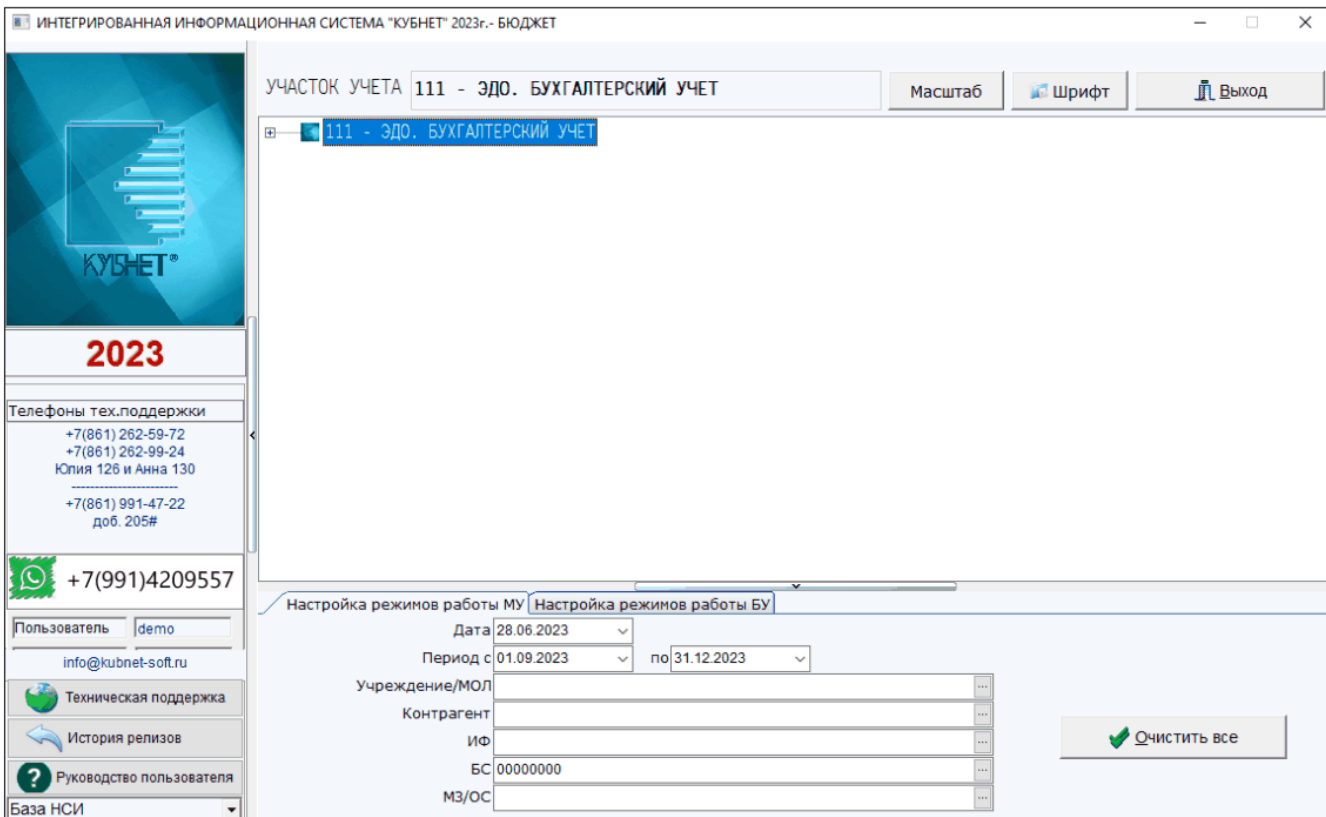 ИНТЕГРИРОВАННАЯ ИНФОРМАЦИОННАЯ СИСТЕМА "КУБНЕТ" 2023г.- БЮДЖЕТ
УЧАСТОК УЧЕТА 111 - ЭДО. БУХГАЛТЕРСКИЙ УЧЕТ Масштаб Шрифт Выход
111 - ЭДО. БУХГАЛТЕРСКИЙ УЧЕТ
КУБНЕТ®
2023
Телефоны тех.поддержки
+7(861) 262-59-72
+7(861) 262-99-24
Юлия 126 и Анна 130
-----------------------
+7(861) 991-47-22
доб. 205#
+7(991)4209557
Пользователь demo
info@kubnet-soft.ru
Техническая поддержка
История релизов
? Руководство пользователя
База НСИ
Настройка режимов работы МУ Настройка режимов работы БУ
Дата 28.06.2023
Период с 01.09.2023 по 31.12.2023
Учреждение/МОЛ ...
Контрагент ...
ИФ ...
БС 00000000 ...
МЗ/ОС ...
Очистить все